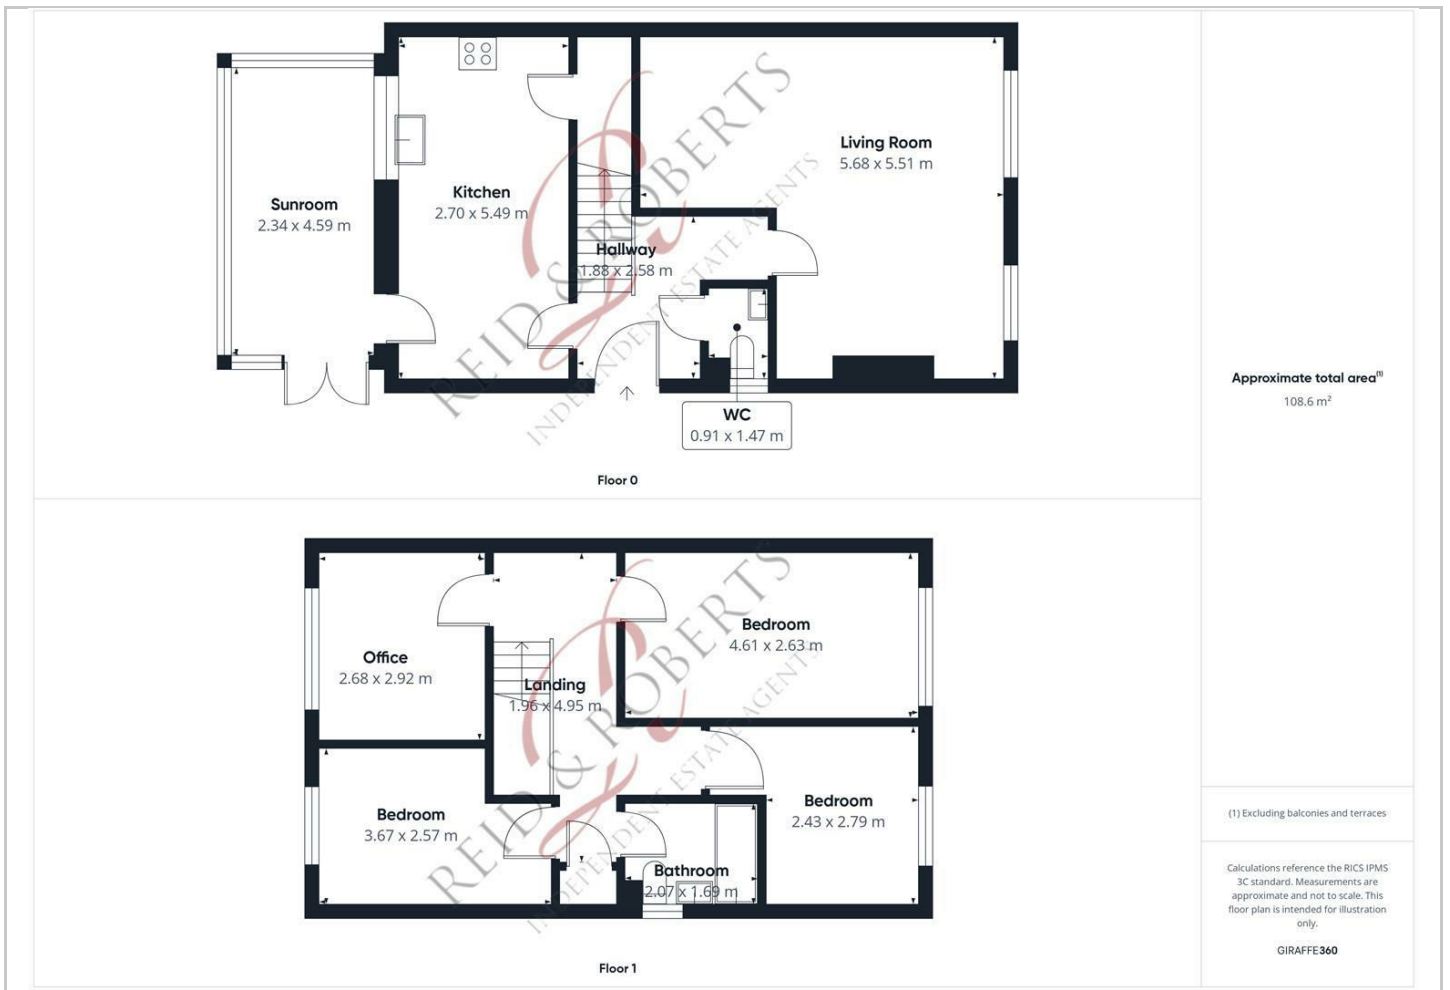 Sunroom
2.34 x 4.59 m
Kitchen
2.70 x 5.49 m
Hallway
1.88 x 2.58 m
Living Room
5.68 x 5.51 m
WC
0.91 x 1.47 m
REID & ROBERTS
INDEPENDENT ESTATE AGENTS
Floor 0
Office
2.68 x 2.92 m
Landing
1.96 x 4.95 m
Bedroom
4.61 x 2.63 m
Bedroom
3.67 x 2.57 m
Bedroom
2.43 x 2.79 m
Bathroom
2.07 x 1.69 m
REID & ROBERTS
INDEPENDENT ESTATE AGENTS
Floor 1
Approximate total area(1)
108.6 m²
(1) Excluding balconies and terraces
Calculations reference the RICS IPMS
3C standard. Measurements are
approximate and not to scale. This
floor plan is intended for illustration
only.
GIRAFFE360